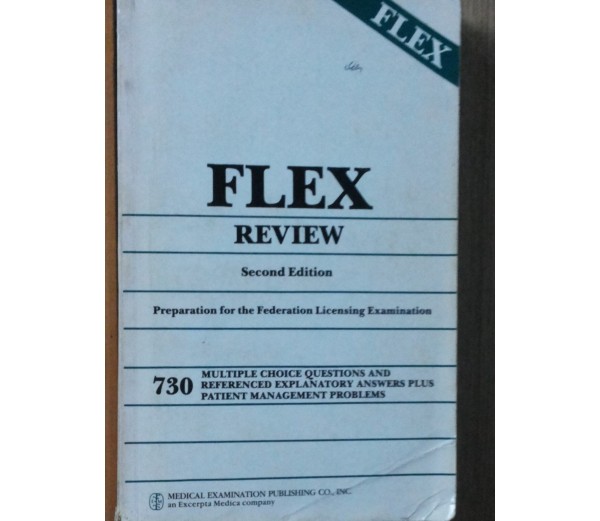 FLEX
FLEX
REVIEW
Second Edition
Preparation for the Federation Licensing Examination
730 MULTIPLE CHOICE QUESTIONS AND
REFERENCED EXPLANATORY ANSWERS PLUS
PATIENT MANAGEMENT PROBLEMS
MEDICAL EXAMINATION PUBLISHING CO., INC.
an Excerpta Medica company